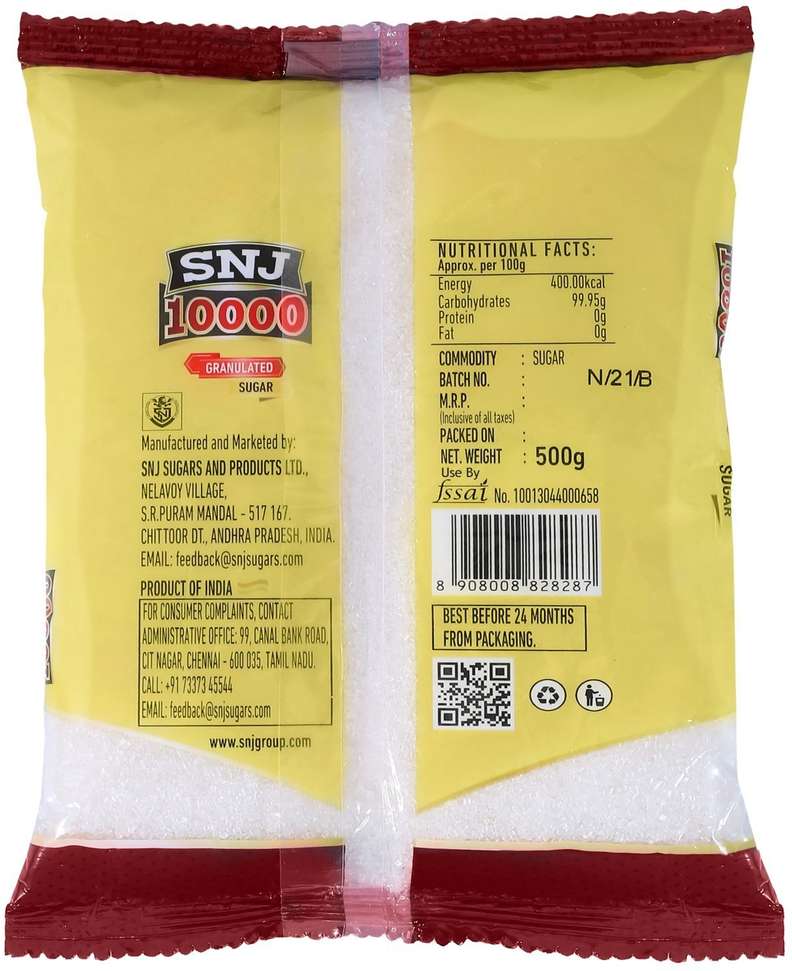 SNJ
10000
GRANULATED
SUGAR
Manufactured and Marketed by:
SNJ SUGARS AND PRODUCTS LTD.,
NELAVOY VILLAGE,
S.R.PURAM MANDAL - 517 167.
CHITTOOR DT., ANDHRA PRADESH, INDIA.
EMAIL: feedback@snjsugars.com
PRODUCT OF INDIA
FOR CONSUMER COMPLAINTS, CONTACT
ADMINISTRATIVE OFFICE: 99, CANAL BANK ROAD,
CIT NAGAR, CHENNAI - 600 035, TAMIL NADU.
CALL: +91 73373 45544
EMAIL: feedback@snjsugars.com
www.snjgroup.com
NUTRITIONAL FACTS:
Approx. per 100g
Energy 400.00kcal
Carbohydrates 99.95g
Protein 0g
Fat 0g
COMMODITY : SUGAR
BATCH NO. : N/21/B
M.R.P. :
(Inclusive of all taxes)
PACKED ON :
NET. WEIGHT : 500g
Use By
fssai No. 10013044000658
8 908008 828287
BEST BEFORE 24 MONTHS
FROM PACKAGING.
SUGAR